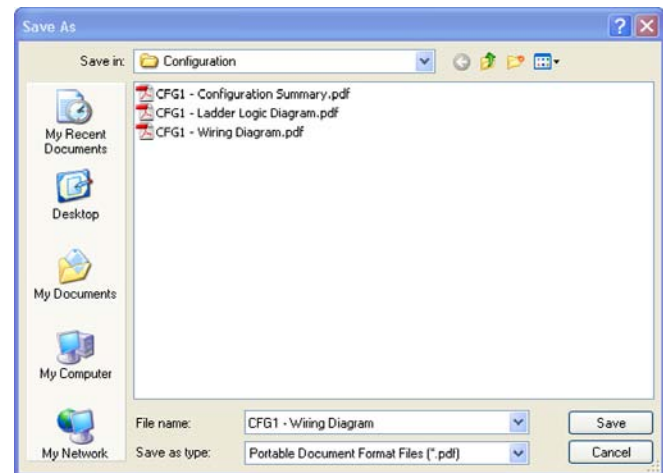 Save As
Save in:
Configuration
My Recent
Documents
Desktop
My Documents
My Computer
My Network
CFG1 - Configuration Summary.pdf
CFG1 - Ladder Logic Diagram.pdf
CFG1 - Wiring Diagram.pdf
File name:
CFG1 - Wiring Diagram
Save
Save as type:
Portable Document Format Files (*.pdf)
Cancel